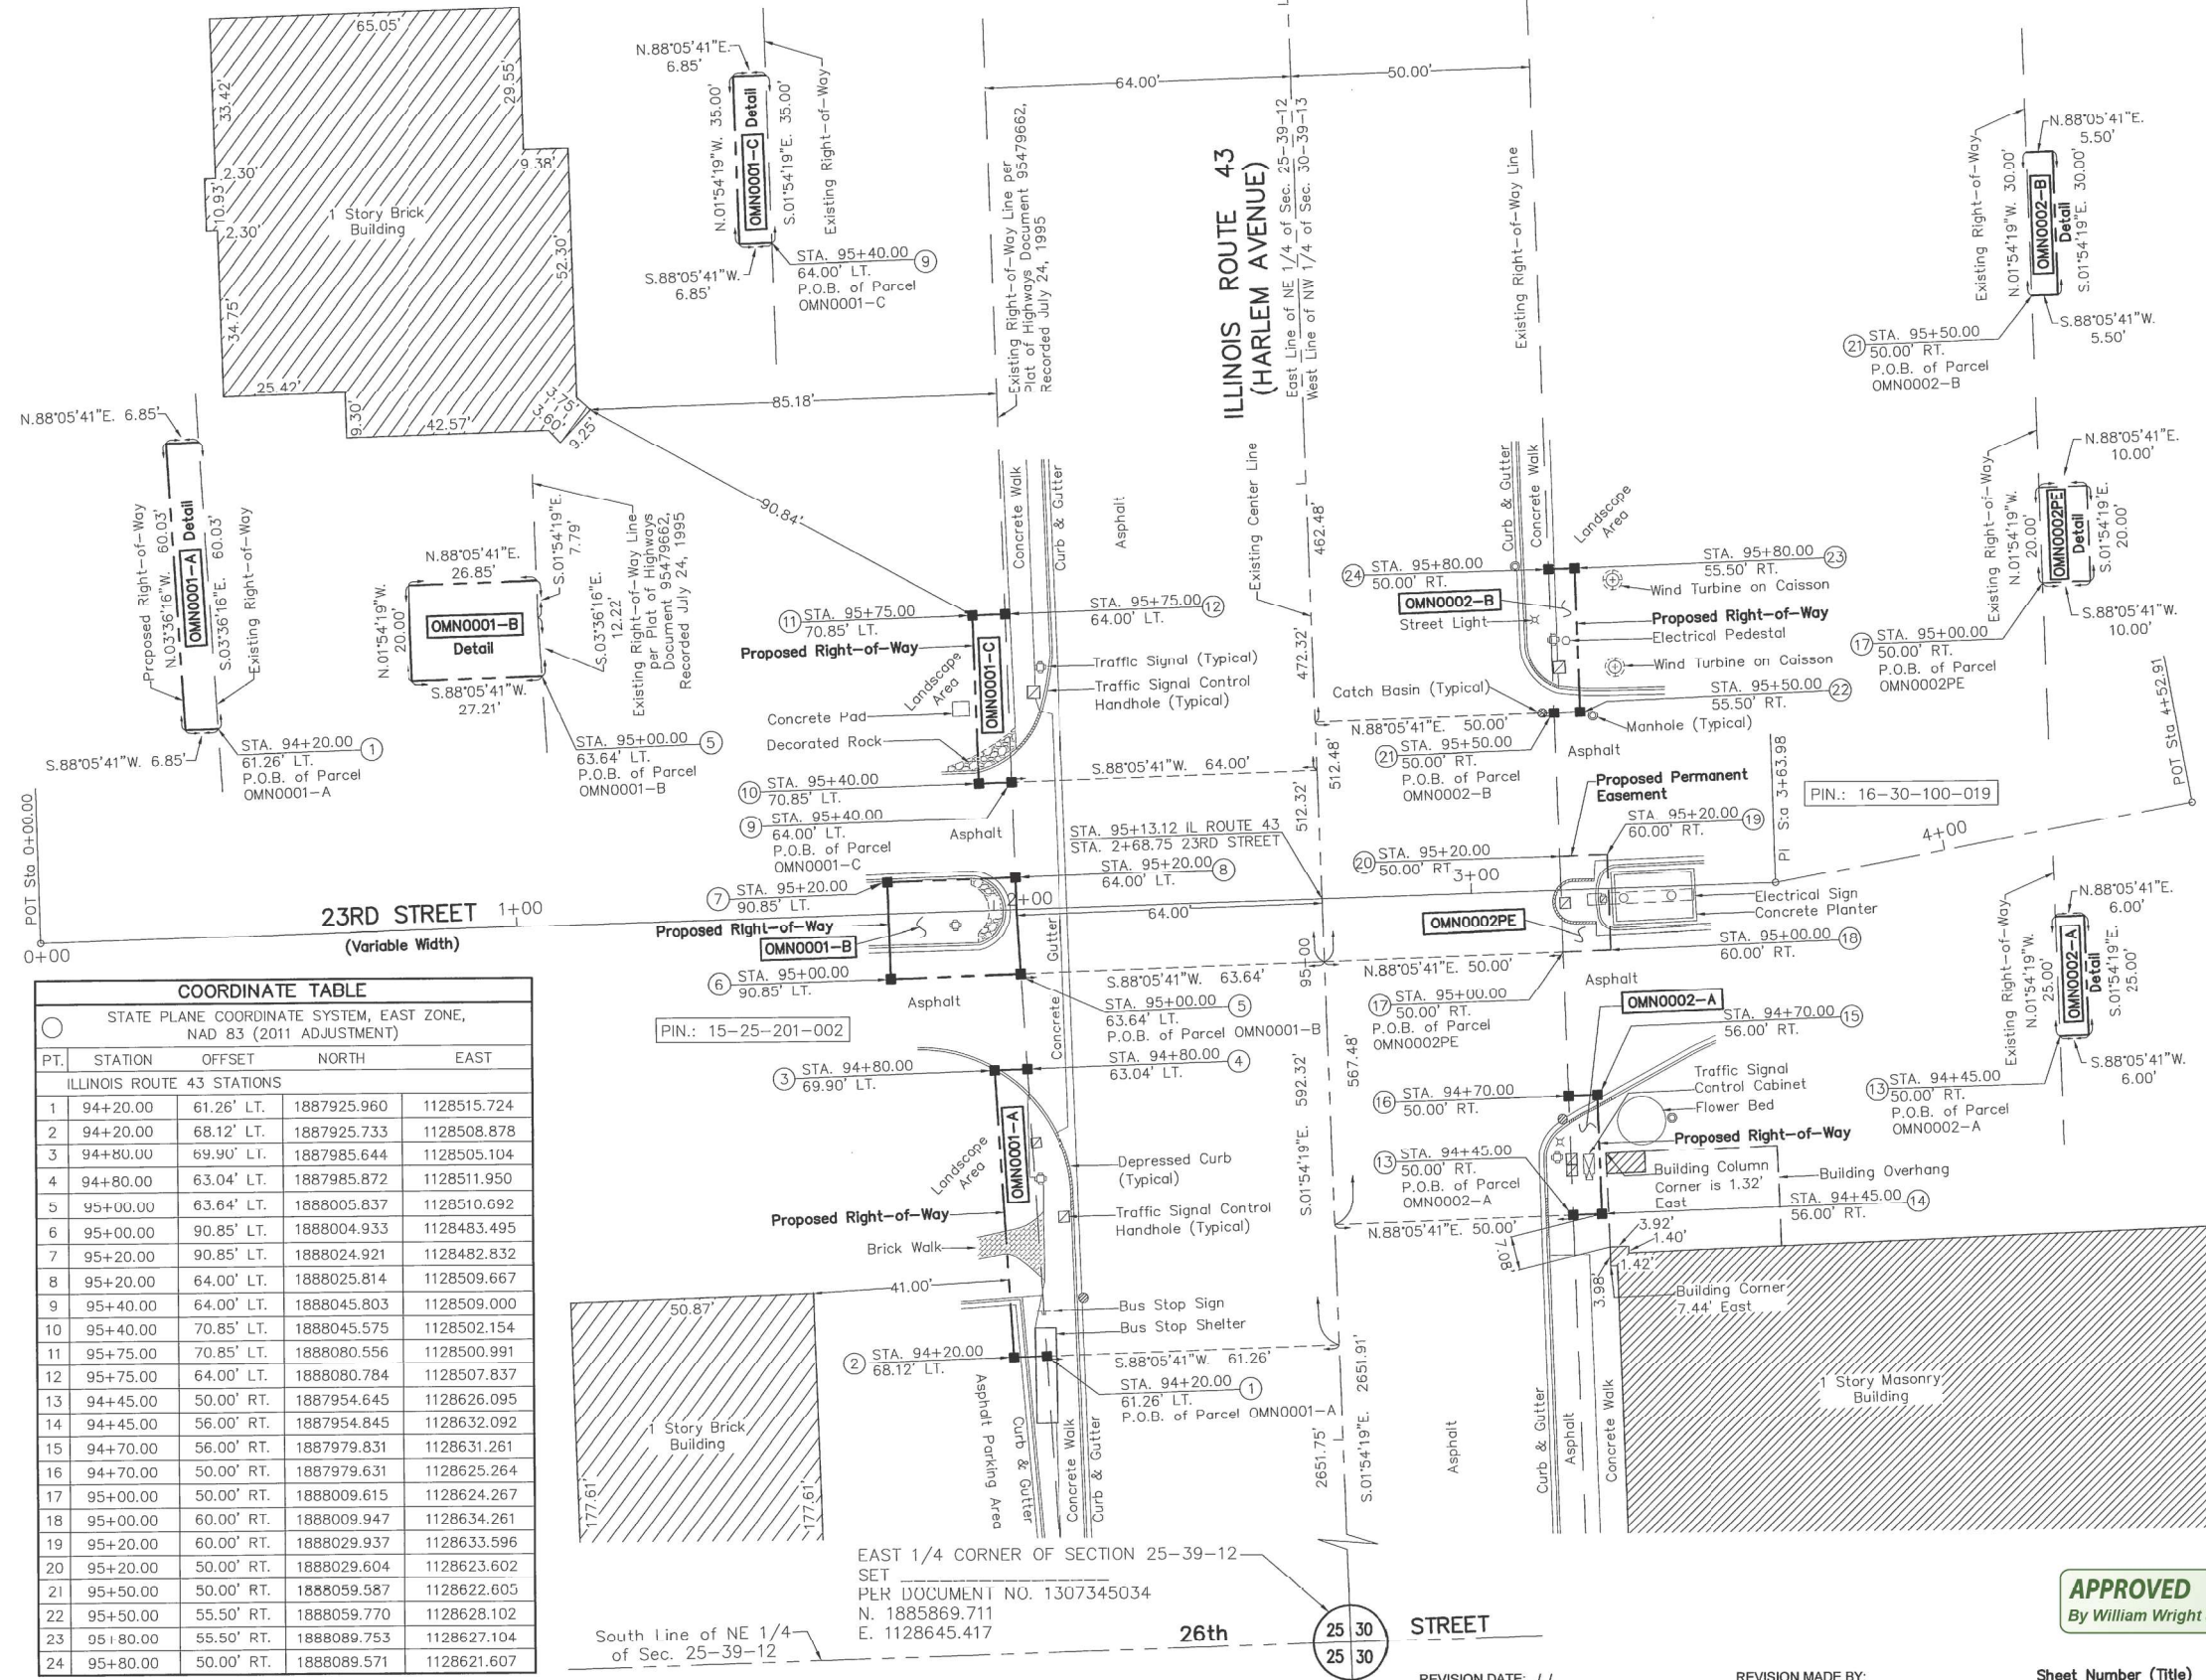 65.05'
33.42'
29.55'
9.38'
2.30'
10.93'
2.30'
1 Story Brick
Building
52.30'
34.75'
25.42'
9.30'
42.57'
3.75'
3.60'
9.25'
N.88°05'41"E.
6.85'
N.01°54'19"W. 35.00'
OMN0001-C Detail
S.01°54'19"E. 35.00'
Existing Right-of-Way
S.88°05'41"W.
6.85'
STA. 95+40.00
64.00' LT.
P.O.B. of Parcel
OMN0001-C
9
64.00'
50.00'
Existing Right-of-Way Line per
Plat of Highways Document 95479662,
Recorded July 24, 1995
85.18'
90.84'
ILLINOIS ROUTE 43
(HARLEM AVENUE)
East Line of NE 1/4 of Sec. 25-39-12
West Line of NW 1/4 of Sec. 30-39-13
Existing Right-of-Way Line
Existing Right-of-Way
N.88°05'41"E.
5.50'
N.01°54'19"W. 30.00'
OMN0002-B
Detail
S.01°54'19"E. 30.00'
S.88°05'41"W.
5.50'
21
STA. 95+50.00
50.00' RT.
P.O.B. of Parcel
OMN0002-B
N.88°05'41"E. 6.85'
Proposed Right-of-Way
N.03°36'16"W. 60.03'
OMN0001-A Detail
S.03°36'16"E. 60.03'
Existing Right-of-Way
S.88°05'41"W. 6.85'
STA. 94+20.00
61.26' LT.
P.O.B. of Parcel
OMN0001-A
1
N.88°05'41"E.
26.85'
N.01°54'19"W.
20.00'
OMN0001-B
Detail
S.01°54'19"E.
7.79'
S.03°36'16"E.
12.22'
Existing Right-of-Way Line
per Plat of Highways
Document 95479662,
Recorded July 24, 1995
S.88°05'41"W.
27.21'
STA. 95+00.00
63.64' LT.
P.O.B. of Parcel
OMN0001-B
5
Concrete Walk
Curb & Gutter
Asphalt
Existing Center Line
462.48'
472.32'
512.48'
512.32'
11
STA. 95+75.00
70.85' LT.
STA. 95+75.00
64.00' LT.
12
Proposed Right-of-Way
Landscape
Area
OMN0001-C
Traffic Signal (Typical)
Traffic Signal Control
Handhole (Typical)
Concrete Pad
Decorated Rock
S.88°05'41"W. 64.00'
10
STA. 95+40.00
70.85' LT.
9
STA. 95+40.00
64.00' LT.
P.O.B. of Parcel
OMN0001-C
Asphalt
STA. 95+13.12 IL ROUTE 43
STA. 2+68.75 23RD STREET
STA. 95+20.00
64.00' LT.
8
7
STA. 95+20.00
90.85' LT.
2+00
64.00'
Curb & Gutter
Concrete Walk
Landscape
Area
24
STA. 95+80.00
50.00' RT.
STA. 95+80.00
55.50' RT.
23
OMN0002-B
Street Light
Wind Turbine on Caisson
Proposed Right-of-Way
Electrical Pedestal
Wind Turbine on Caisson
Catch Basin (Typical)
STA. 95+50.00
55.50' RT.
22
N.88°05'41"E. 50.00'
Manhole (Typical)
21
STA. 95+50.00
50.00' RT.
P.O.B. of Parcel
OMN0002-B
Asphalt
Proposed Permanent
Easement
STA. 95+20.00
60.00' RT.
19
20
STA. 95+20.00
50.00' RT.
3+00
PI Sta 3+63.98
PIN.: 16-30-100-019
4+00
POT Sta 4+52.91
Existing Right-of-Way
N.88°05'41"E.
10.00'
N.01°54'19"W.
20.00'
OMN0002PE
Detail
S.01°54'19"E.
20.00'
S.88°05'41"W.
10.00'
17
STA. 95+00.00
50.00' RT.
P.O.B. of Parcel
OMN0002PE
Electrical Sign
Concrete Planter
OMN0002PE
STA. 95+00.00
60.00' RT.
18
N.88°05'41"E. 50.00'
17
STA. 95+00.00
50.00' RT.
P.O.B. of Parcel
OMN0002PE
Asphalt
OMN0002-A
STA. 94+70.00
56.00' RT.
15
Existing Right-of-Way
N.88°05'41"E.
6.00'
N.01°54'19"W.
25.00'
OMN0002-A
Detail
S.01°54'19"E.
25.00'
S.88°05'41"W.
6.00'
13
STA. 94+45.00
50.00' RT.
P.O.B. of Parcel
OMN0002-A
POT Sta 0+00.00
0+00
23RD STREET
(Variable Width)
1+00
Proposed Right-of-Way
OMN0001-B
6
STA. 95+00.00
90.85' LT.
Asphalt
Gutter
Concrete
S.88°05'41"W. 63.64'
STA. 95+00.00
63.64' LT.
P.O.B. of Parcel OMN0001-B
5
95+00
PIN.: 15-25-201-002
3
STA. 94+80.00
69.90' LT.
STA. 94+80.00
63.04' LT.
4
S.01°54'19"E. 592.32'
567.48'
16
STA. 94+70.00
50.00' RT.
Traffic Signal
Control Cabinet
Flower Bed
Proposed Right-of-Way
13
STA. 94+45.00
50.00' RT.
P.O.B. of Parcel
OMN0002-A
Building Column
Corner is 1.32'
East
Building Overhang
STA. 94+45.00
56.00' RT.
14
N.88°05'41"E. 50.00'
3.92'
1.40'
7.08'
1.42'
3.98'
Building Corner
7.44' East
1 Story Masonry
Building
Landscape
Area
OMN0001-A
Depressed Curb
(Typical)
Proposed Right-of-Way
Traffic Signal Control
Handhole (Typical)
Brick Walk
41.00'
50.87'
Bus Stop Sign
Bus Stop Shelter
2
STA. 94+20.00
68.12' LT.
S.88°05'41"W. 61.26'
STA. 94+20.00
61.26' LT.
P.O.B. of Parcel OMN0001-A
1
1 Story Brick
Building
177.61'
177.61'
Asphalt Parking Area
Curb & Gutter
Concrete Walk
Curb & Gutter
2651.75'
S.01°54'19"E. 2651.91'
Asphalt
Curb & Gutter
Asphalt
Concrete Walk
COORDINATE TABLE
STATE PLANE COORDINATE SYSTEM, EAST ZONE,
NAD 83 (2011 ADJUSTMENT)
PT. STATION OFFSET NORTH EAST
ILLINOIS ROUTE 43 STATIONS
1 94+20.00 61.26' LT. 1887925.960 1128515.724
2 94+20.00 68.12' LT. 1887925.733 1128508.878
3 94+80.00 69.90' LT. 1887985.644 1128505.104
4 94+80.00 63.04' LT. 1887985.872 1128511.950
5 95+00.00 63.64' LT. 1888005.837 1128510.692
6 95+00.00 90.85' LT. 1888004.933 1128483.495
7 95+20.00 90.85' LT. 1888024.921 1128482.832
8 95+20.00 64.00' LT. 1888025.814 1128509.667
9 95+40.00 64.00' LT. 1888045.803 1128509.000
10 95+40.00 70.85' LT. 1888045.575 1128502.154
11 95+75.00 70.85' LT. 1888080.556 1128500.991
12 95+75.00 64.00' LT. 1888080.784 1128507.837
13 94+45.00 50.00' RT. 1887954.645 1128626.095
14 94+45.00 56.00' RT. 1887954.845 1128632.092
15 94+70.00 56.00' RT. 1887979.831 1128631.261
16 94+70.00 50.00' RT. 1887979.631 1128625.264
17 95+00.00 50.00' RT. 1888009.615 1128624.267
18 95+00.00 60.00' RT. 1888009.947 1128634.261
19 95+20.00 60.00' RT. 1888029.937 1128633.596
20 95+20.00 50.00' RT. 1888029.604 1128623.602
21 95+50.00 50.00' RT. 1888059.587 1128622.605
22 95+50.00 55.50' RT. 1888059.770 1128628.102
23 95+80.00 55.50' RT. 1888089.753 1128627.104
24 95+80.00 50.00' RT. 1888089.571 1128621.607
EAST 1/4 CORNER OF SECTION 25-39-12
SET
PER DOCUMENT NO. 1307345034
N. 1885869.711
E. 1128645.417
South Line of NE 1/4
of Sec. 25-39-12
26th
25 30
25 30
STREET
APPROVED
By William Wright
REVISION DATE: / /
REVISION MADE BY:
Sheet Number (Title)